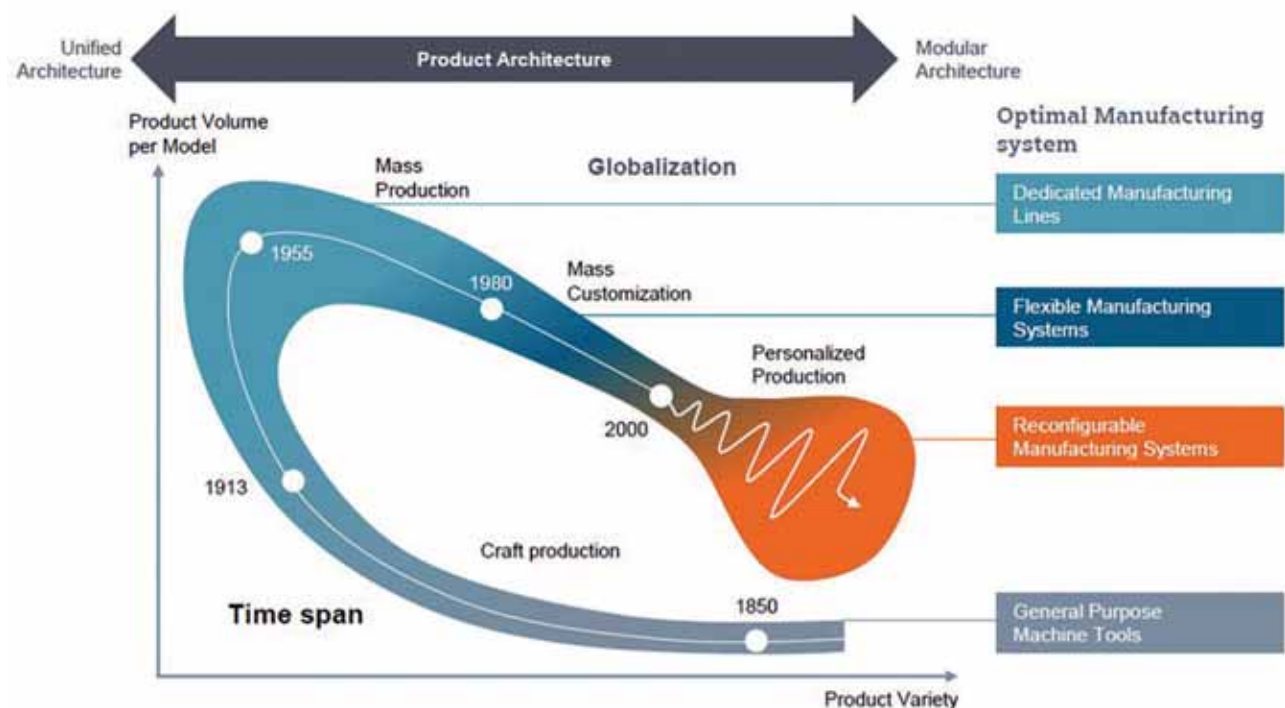 Unified
Architecture
Product Architecture
Modular
Architecture
Product Volume
per Model
Optimal Manufacturing
system
Mass
Production
Globalization
Dedicated Manufacturing
Lines
1955
1980
Mass
Customization
Flexible Manufacturing
Systems
Personalized
Production
2000
Reconfigurable
Manufacturing Systems
1913
Craft production
Time span
1850
General Purpose
Machine Tools
Product Variety